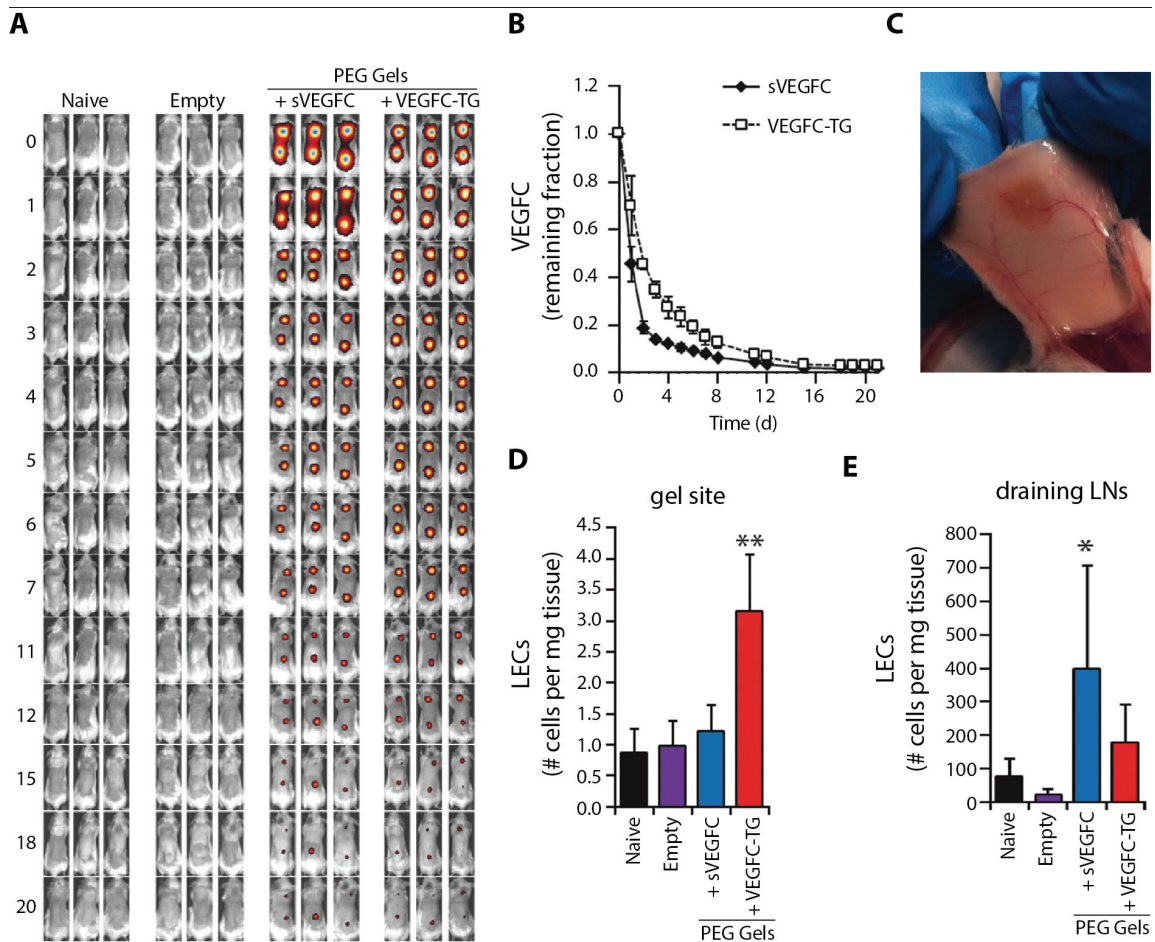 A
PEG Gels
Naive Empty + sVEGFC + VEGFC-TG
0
1
2
3
4
5
6
7
11
12
15
18
20
B
VEGFC
(remaining fraction)
1.2
1.0
0.8
0.6
0.4
0.2
0.0
sVEGFC
VEGFC-TG
0 4 8 12 16 20
Time (d)
C
D
gel site
LECs
(# cells per mg tissue)
4.5
4.0
3.5
3.0
2.5
2.0
1.5
1.0
0.5
0.0
**
Naive
Empty
+ sVEGFC
+ VEGFC-TG
PEG Gels
E
draining LNs
LECs
(# cells per mg tissue)
800
700
600
500
400
300
200
100
0
*
Naive
Empty
+ sVEGFC
+ VEGFC-TG
PEG Gels